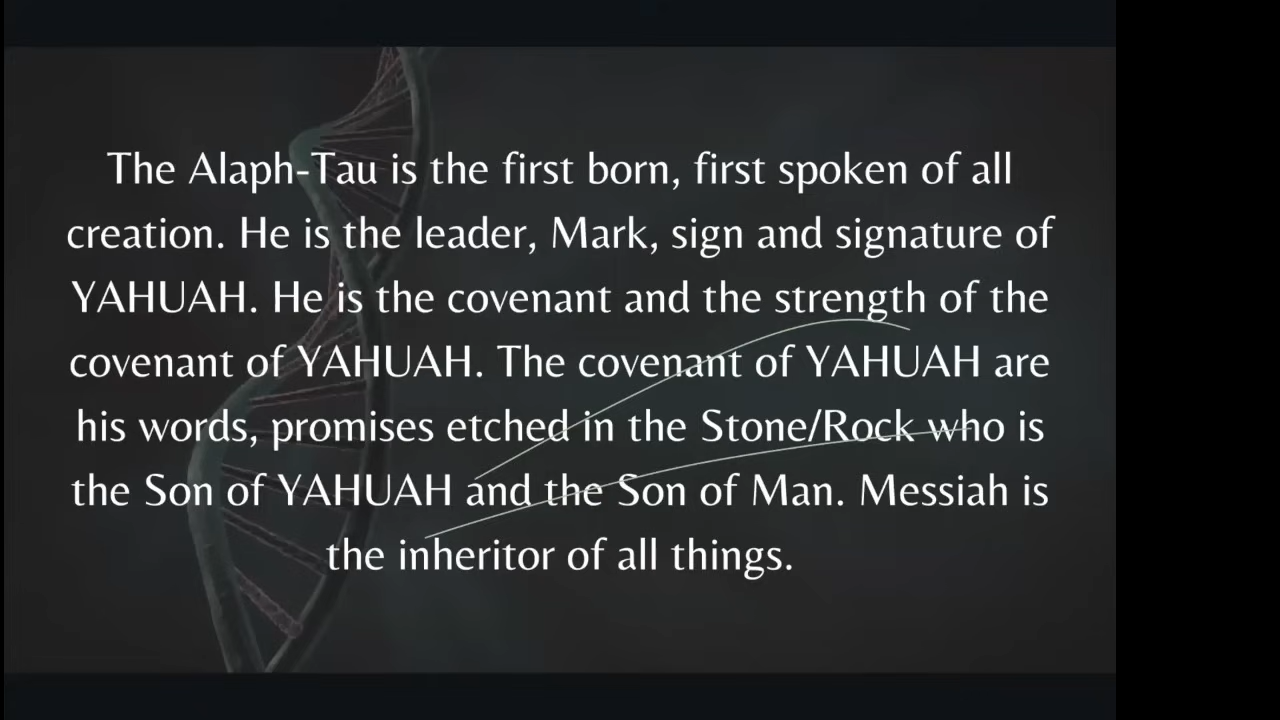 The Alaph-Tau is the first born, first spoken of all
creation. He is the leader, Mark, sign and signature of
YAHUAH. He is the covenant and the strength of the
covenant of YAHUAH. The covenant of YAHUAH are
his words, promises etched in the Stone/Rock who is
the Son of YAHUAH and the Son of Man. Messiah is
the inheritor of all things.